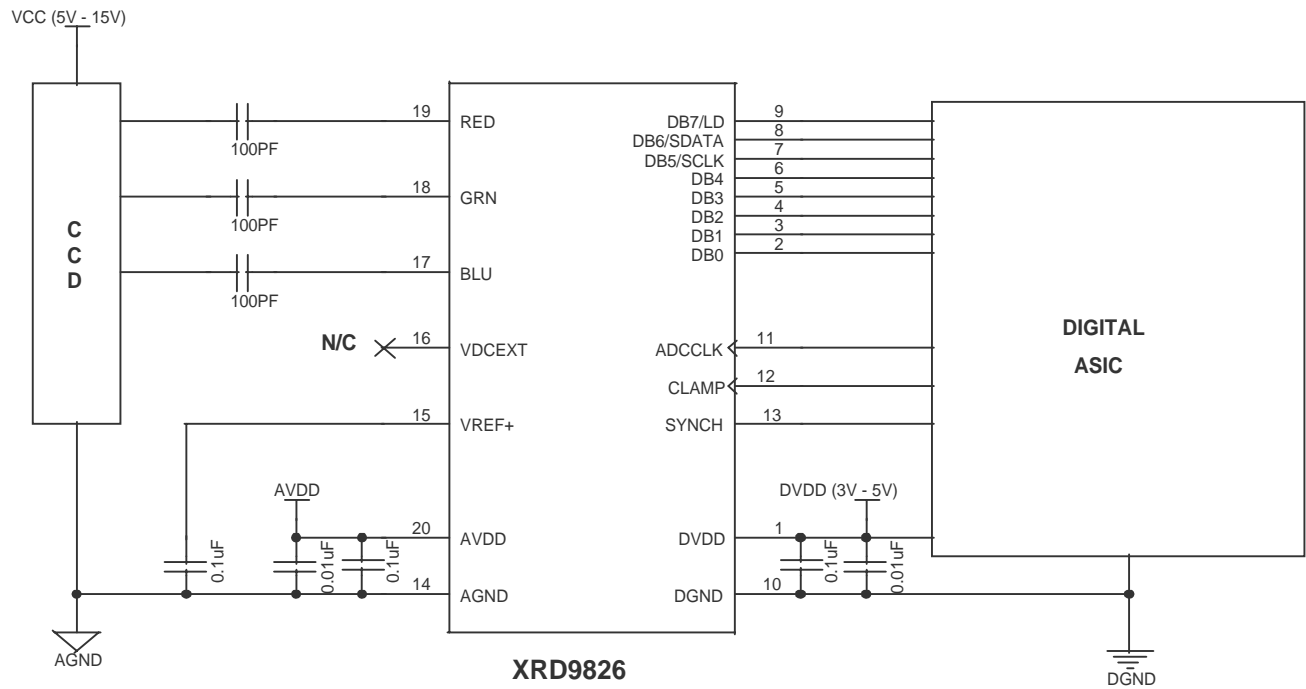 VCC (5V - 15V)
C
C
D
100PF
100PF
100PF
N/C
19
18
17
16
15
20
14
RED
GRN
BLU
VDCEXT
VREF+
AVDD
AGND
AVDD
0.1uF
0.01uF
0.1uF
AGND
DB7/LD
DB6/SDATA
DB5/SCLK
DB4
DB3
DB2
DB1
DB0
ADCCLK
CLAMP
SYNCH
DVDD
DGND
9
8
7
6
5
4
3
2
11
12
13
DVDD (3V - 5V)
1
10
0.1uF
0.01uF
DIGITAL
ASIC
DGND
XRD9826